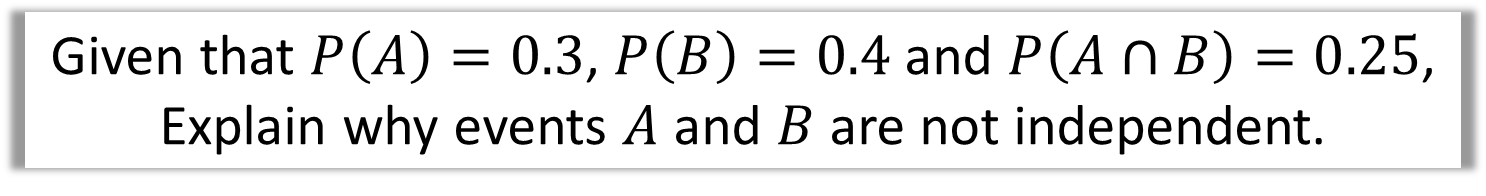 Given that P(A) = 0.3, P(B) = 0.4 and P(A ∩ B) = 0.25,
Explain why events A and B are not independent.